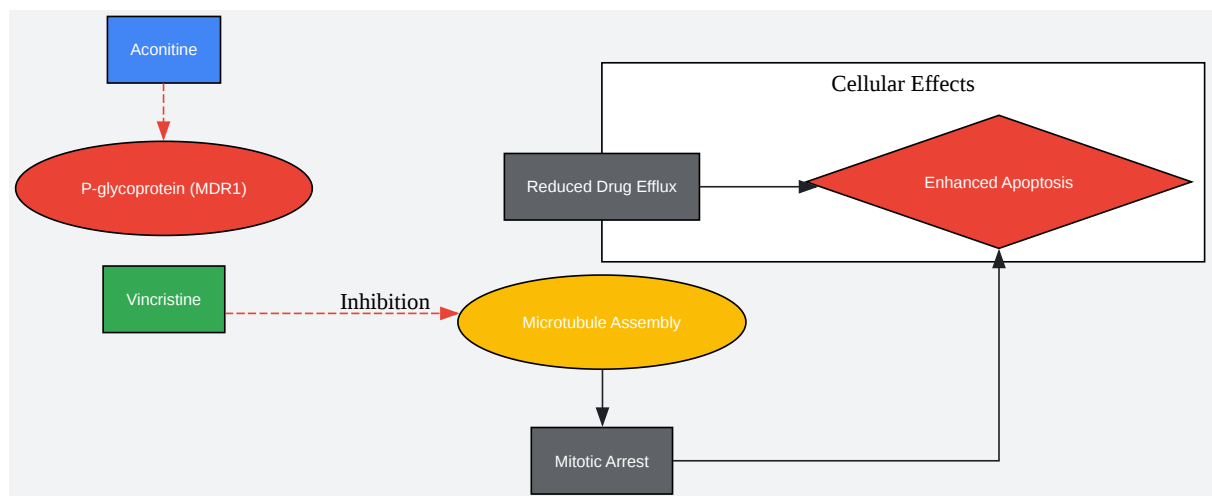 Aconitine
Cellular Effects
P-glycoprotein (MDR1)
Reduced Drug Efflux
Enhanced Apoptosis
Vincristine
Inhibition
Microtubule Assembly
Mitotic Arrest